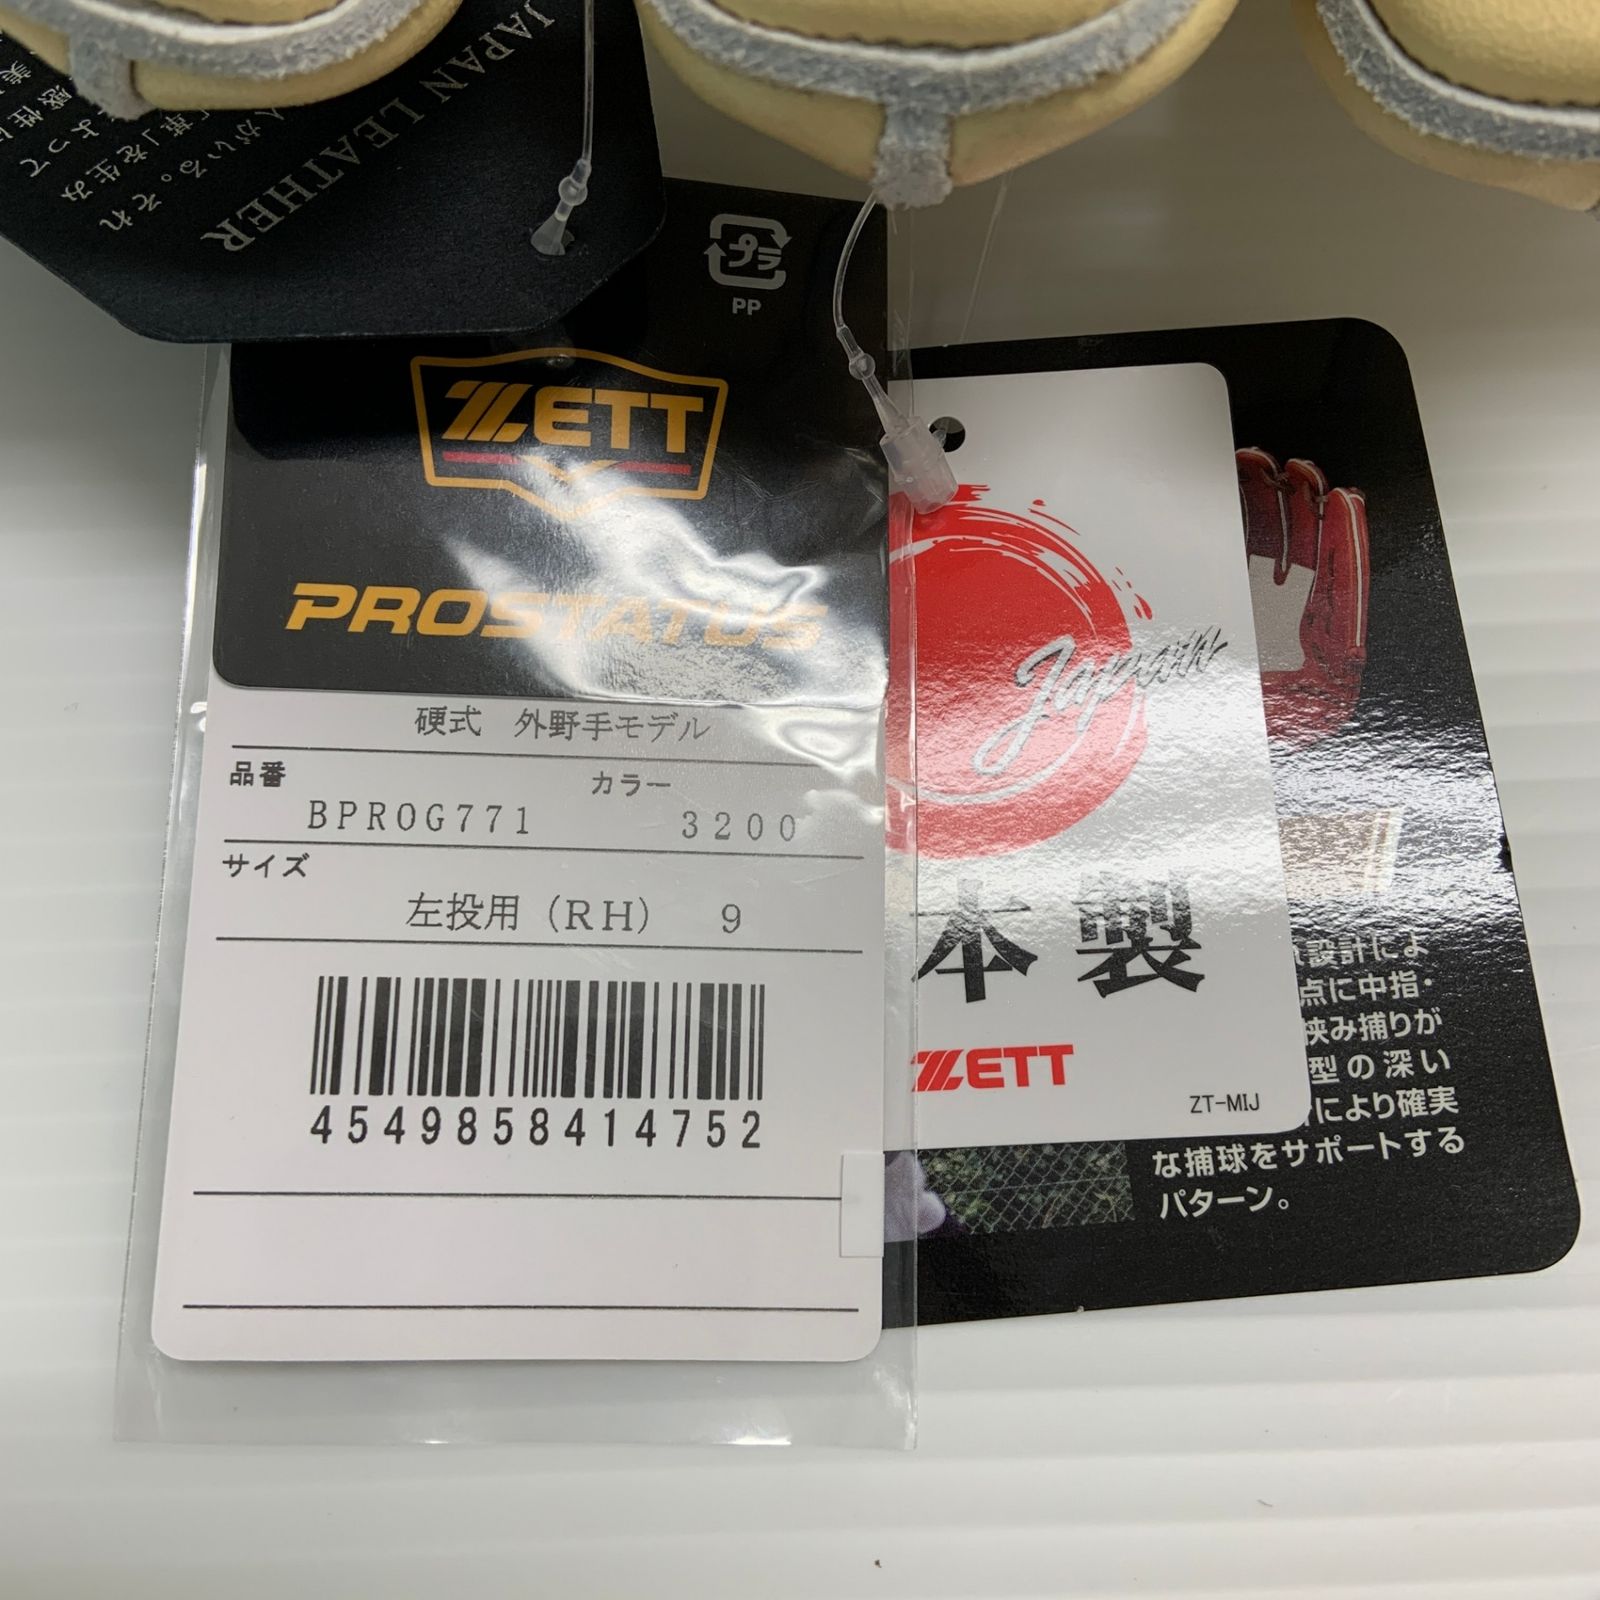 JAPAN LEATHER
プラ
PP
ZETT
PROSTATUS
硬式 外野手モデル
品番 カラー
BPROG771 3200
サイズ
左投用(RH) 9
4549858414752
Japan
本製
ZETT
ZT-MIJ
設計によ
点に中指・
挟み捕りが
型の深い
により確実
な捕球をサポートする
パターン。